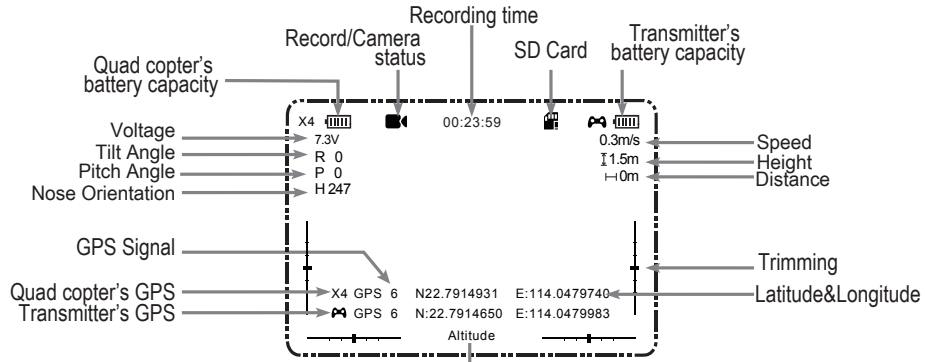 Recording time
Record/Camera
status
SD Card
Transmitter's
battery capacity
Quad copter's
battery capacity
X4
00:23:59
Voltage
7.3V
0.3m/s
Speed
Tilt Angle
R 0
1.5m
Height
Pitch Angle
P 0
0m
Distance
Nose Orientation
H 247
GPS Signal
Trimming
Quad copter's GPS
X4 GPS 6 N22.7914931 E:114.0479740
Latitude&Longitude
Transmitter's GPS
GPS 6 N:22.7914650 E:114.0479983
Altitude